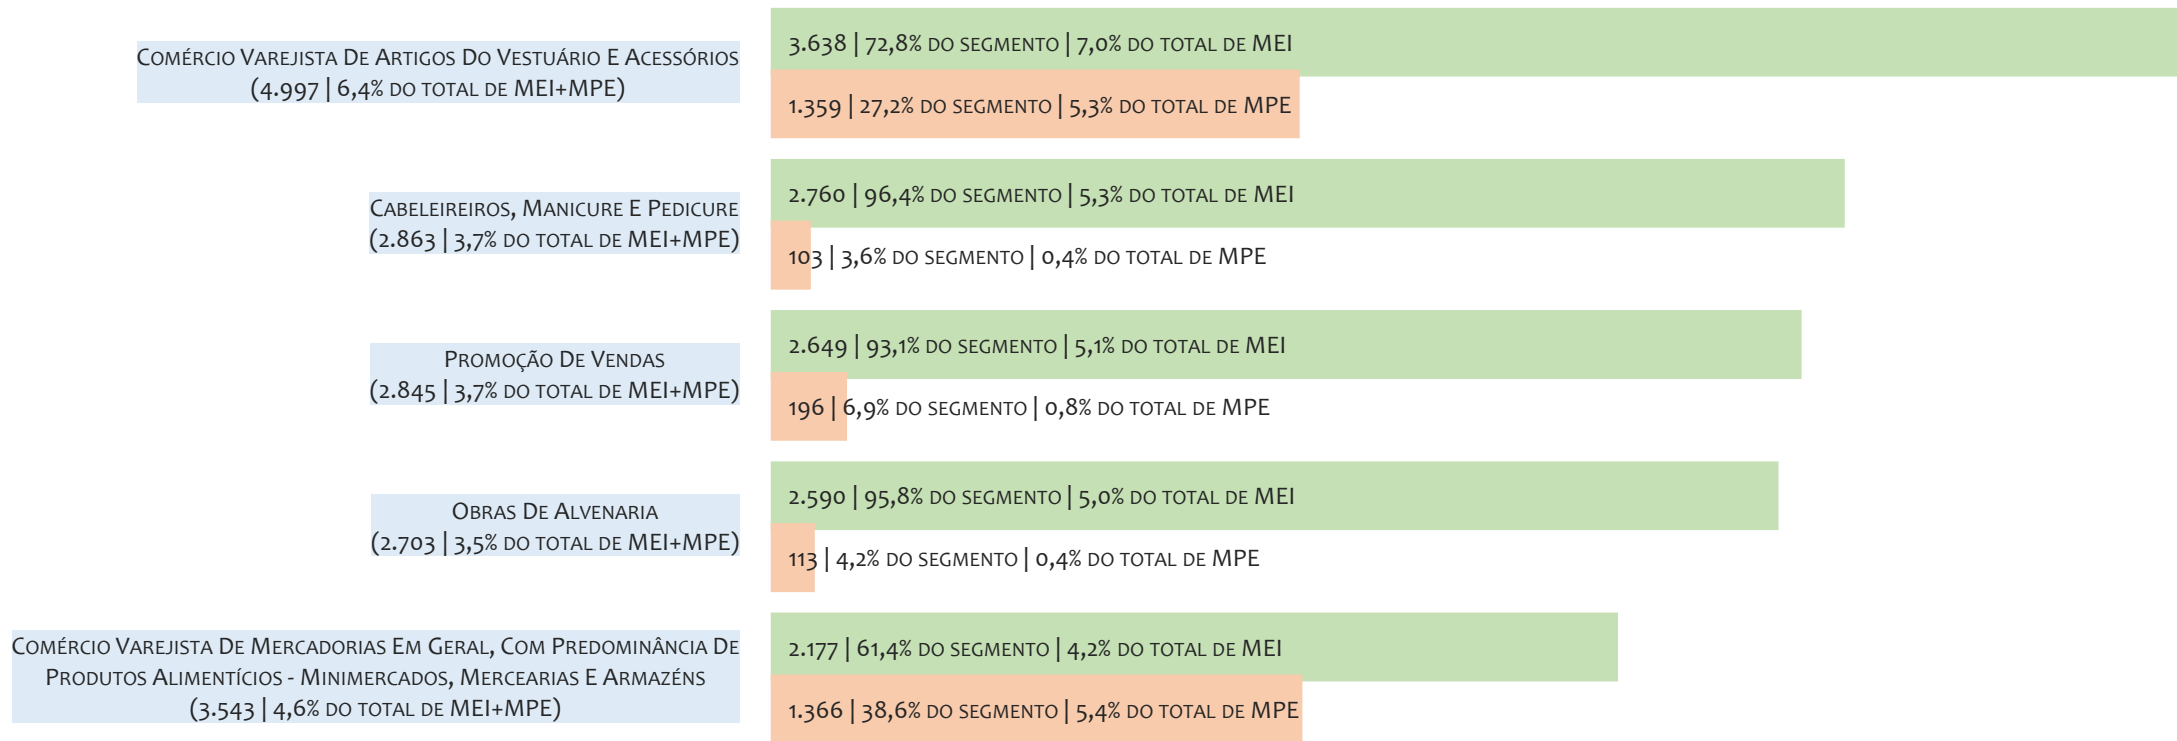 Comércio Varejista De Artigos Do Vestuário E Acessórios
(4.997 | 6,4% do total de MEI+MPE)
3.638 | 72,8% do segmento | 7,0% do total de MEI
1.359 | 27,2% do segmento | 5,3% do total de MPE
Cabeleireiros, Manicure E Pedicure
(2.863 | 3,7% do total de MEI+MPE)
2.760 | 96,4% do segmento | 5,3% do total de MEI
103 | 3,6% do segmento | 0,4% do total de MPE
Promoção De Vendas
(2.845 | 3,7% do total de MEI+MPE)
2.649 | 93,1% do segmento | 5,1% do total de MEI
196 | 6,9% do segmento | 0,8% do total de MPE
Obras De Alvenaria
(2.703 | 3,5% do total de MEI+MPE)
2.590 | 95,8% do segmento | 5,0% do total de MEI
113 | 4,2% do segmento | 0,4% do total de MPE
Comércio Varejista De Mercadorias Em Geral, Com Predominância De
Produtos Alimentícios - Minimercados, Mercearias E Armazéns
(3.543 | 4,6% do total de MEI+MPE)
2.177 | 61,4% do segmento | 4,2% do total de MEI
1.366 | 38,6% do segmento | 5,4% do total de MPE